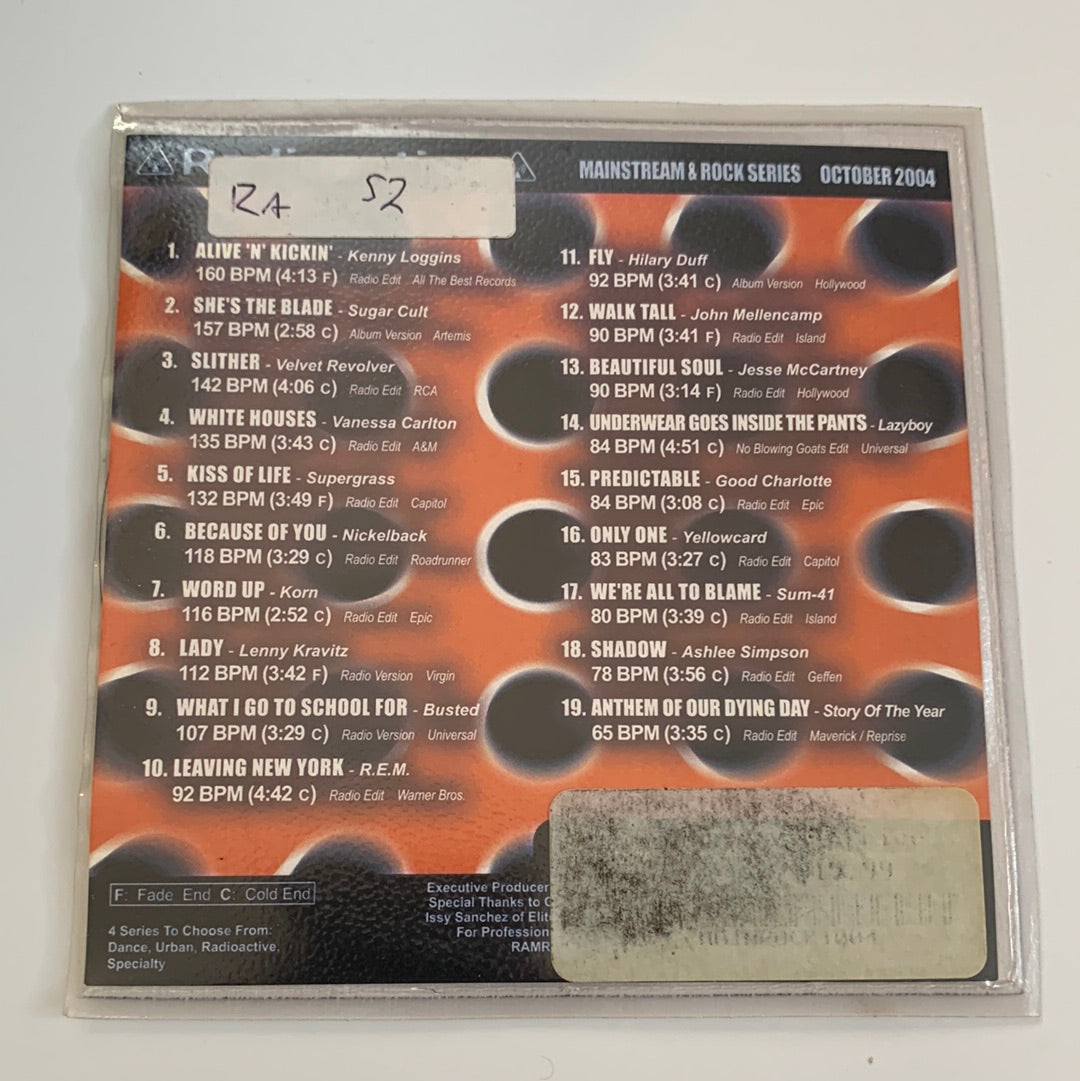 MAINSTREAM & ROCK SERIES OCTOBER 2004
RA 52
1. ALIVE 'N' KICKIN' - Kenny Loggins
160 BPM (4:13 F) Radio Edit All The Best Records
2. SHE'S THE BLADE - Sugar Cult
157 BPM (2:58 C) Album Version Artemis
3. SLITHER - Velvet Revolver
142 BPM (4:06 C) Radio Edit RCA
4. WHITE HOUSES - Vanessa Carlton
135 BPM (3:43 C) Radio Edit A&M
5. KISS OF LIFE - Supergrass
132 BPM (3:49 F) Radio Edit Capitol
6. BECAUSE OF YOU - Nickelback
118 BPM (3:29 C) Radio Edit Roadrunner
7. WORD UP - Korn
116 BPM (2:52 C) Radio Edit Epic
8. LADY - Lenny Kravitz
112 BPM (3:42 F) Radio Version Virgin
9. WHAT I GO TO SCHOOL FOR - Busted
107 BPM (3:29 C) Radio Version Universal
10. LEAVING NEW YORK - R.E.M.
92 BPM (4:42 C) Radio Edit Warner Bros.
11. FLY - Hilary Duff
92 BPM (3:41 C) Album Version Hollywood
12. WALK TALL - John Mellencamp
90 BPM (3:41 F) Radio Edit Island
13. BEAUTIFUL SOUL - Jesse McCartney
90 BPM (3:14 F) Radio Edit Hollywood
14. UNDERWEAR GOES INSIDE THE PANTS - Lazyboy
84 BPM (4:51 C) No Blowing Goats Edit Universal
15. PREDICTABLE - Good Charlotte
84 BPM (3:08 C) Radio Edit Epic
16. ONLY ONE - Yellowcard
83 BPM (3:27 C) Radio Edit Capitol
17. WE'RE ALL TO BLAME - Sum-41
80 BPM (3:39 C) Radio Edit Island
18. SHADOW - Ashlee Simpson
78 BPM (3:56 C) Radio Edit Geffen
19. ANTHEM OF OUR DYING DAY - Story Of The Year
65 BPM (3:35 C) Radio Edit Maverick / Reprise
F: Fade End C: Cold End
4 Series To Choose From:
Dance, Urban, Radioactive,
Specialty
Executive Producer
Special Thanks to
Issy Sanchez of
For